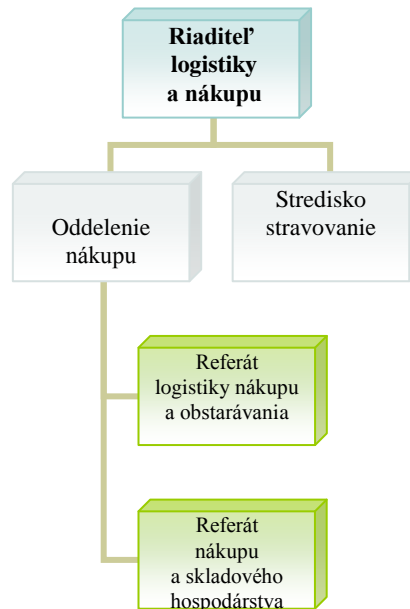 Riaditeľ
logistiky
a nákupu
Oddelenie
nákupu
Stredisko
stravovanie
Referát
logistiky nákupu
a obstarávania
Referát
nákupu
a skladového
hospodárstva